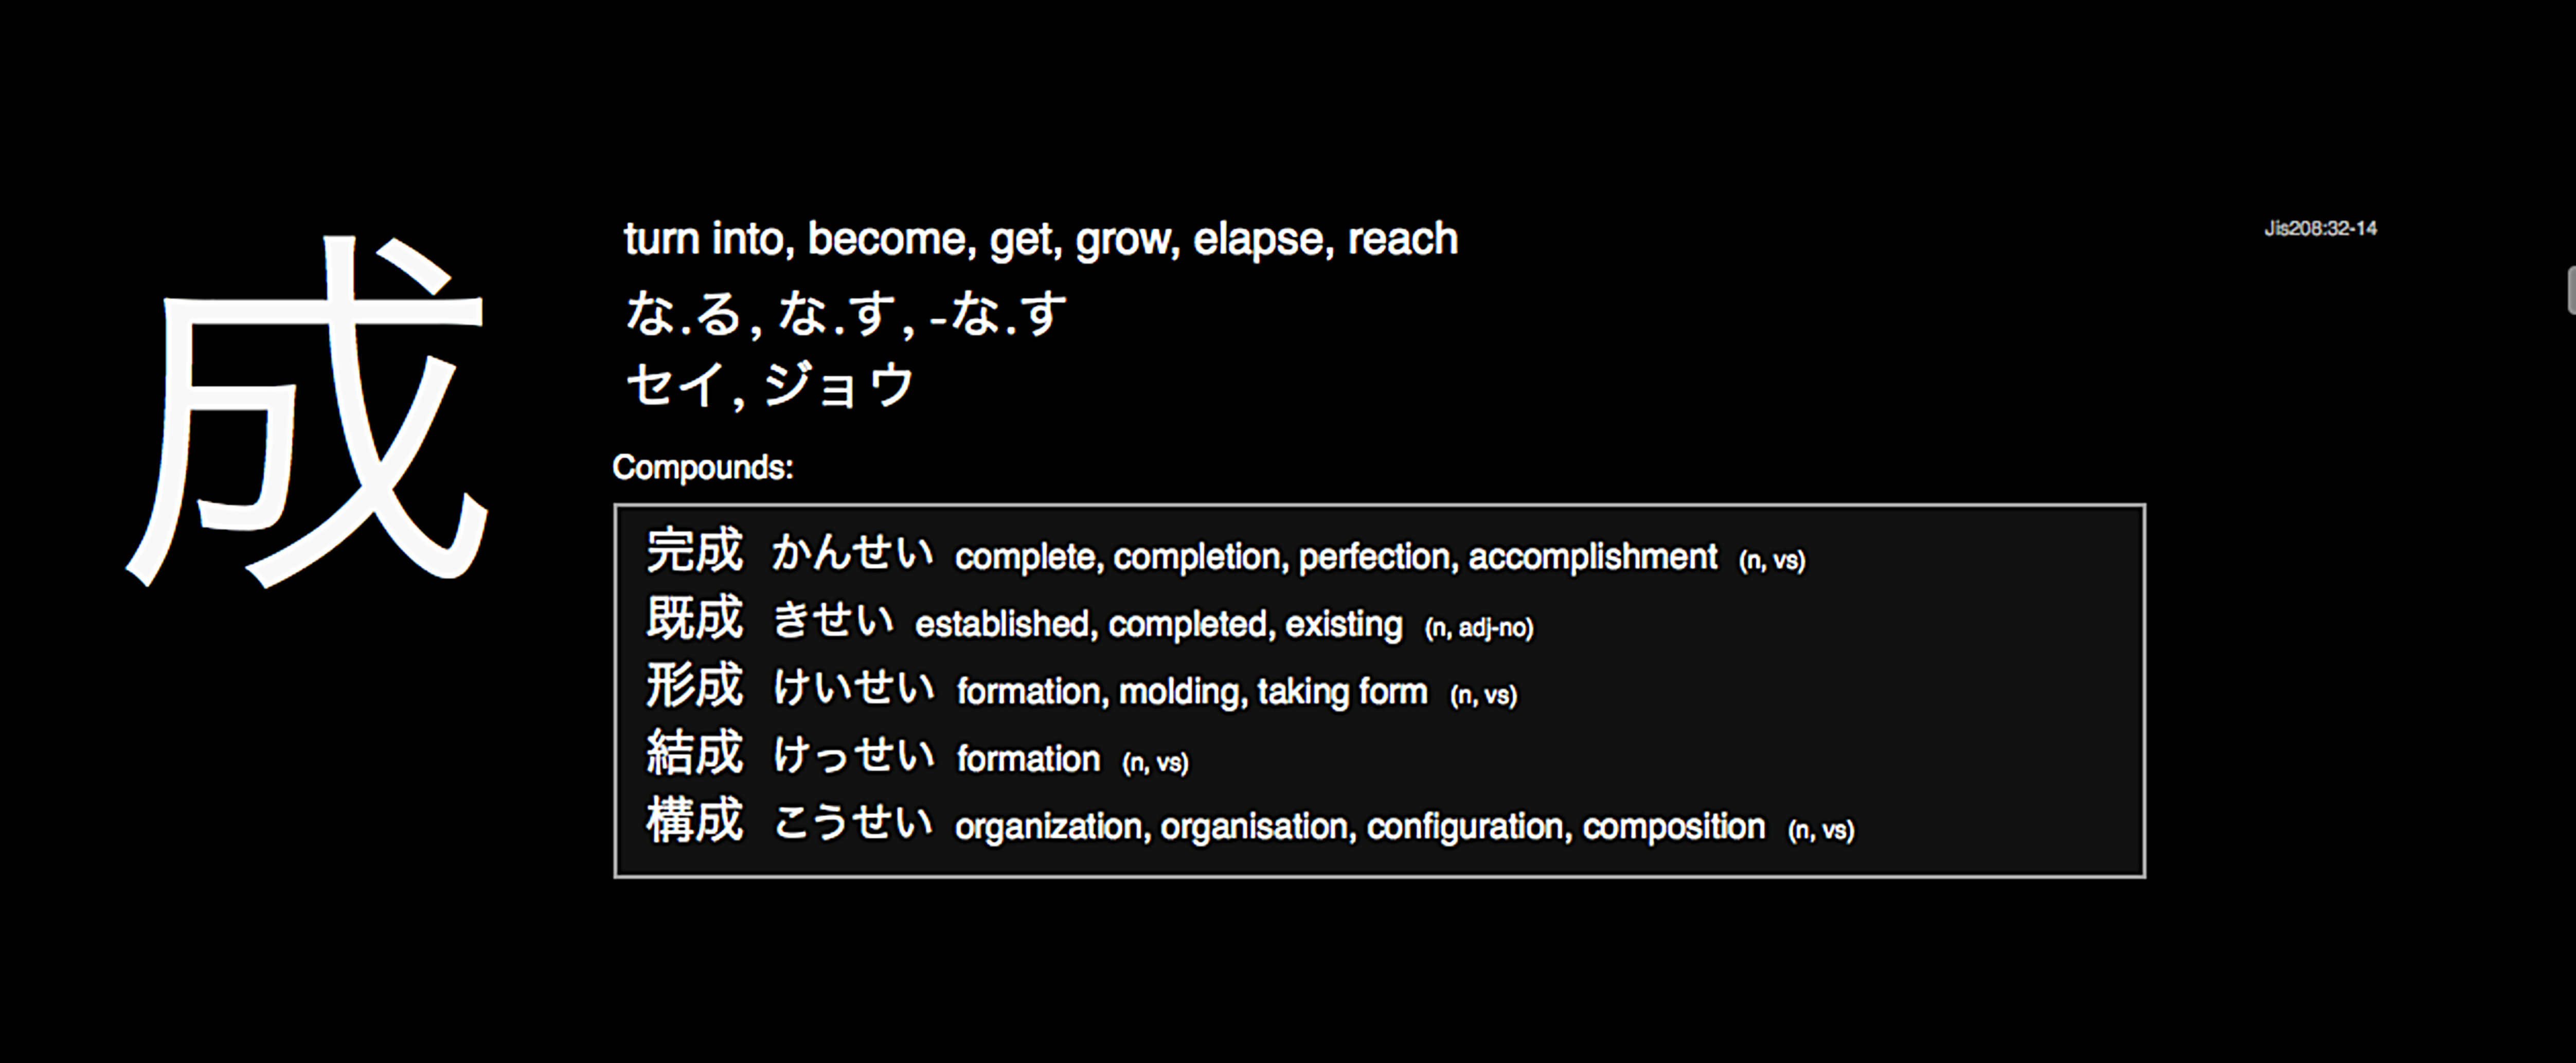 成
turn into, become, get, grow, elapse, reach
Jis208:32-14
な.る, な.す, -な.す
セイ, ジョウ
Compounds:
完成 かんせい complete, completion, perfection, accomplishment (n, vs)
既成 きせい established, completed, existing (n, adj-no)
形成 けいせい formation, molding, taking form (n, vs)
結成 けっせい formation (n, vs)
構成 こうせい organization, organisation, configuration, composition (n, vs)